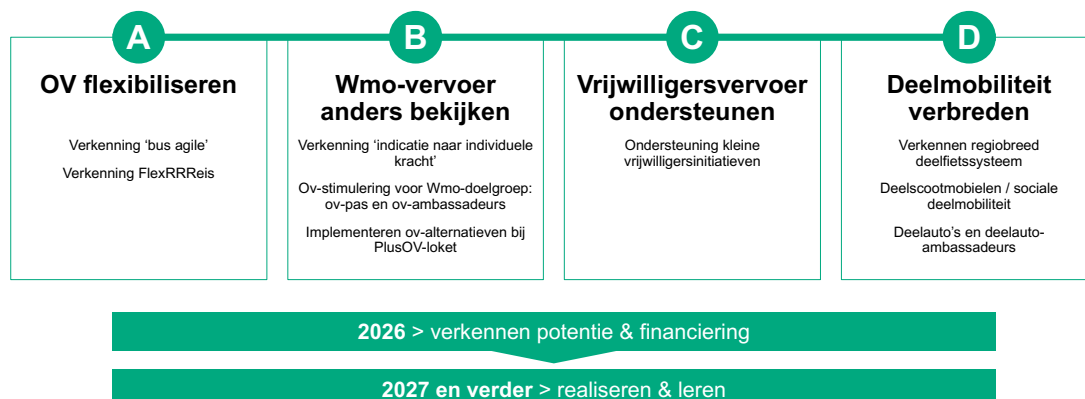 A
OV flexibiliseren
Verkenning ‘bus agile’
Verkenning FlexRRReis
B
Wmo-vervoer
anders bekijken
Verkenning ‘indicatie naar individuele
kracht’
Ov-stimulering voor Wmo-doelgroep:
ov-pas en ov-ambassadeurs
Implementeren ov-alternatieven bij
PlusOV-loket
C
Vrijwilligersvervoer
ondersteunen
Ondersteuning kleine
vrijwilligersinitiatieven
D
Deelmobiliteit
verbreden
Verkennen regiobreed
deelfietssysteem
Deelscootmobielen / sociale
deelmobiliteit
Deelauto’s en deelauto-
ambassadeurs
2026 > verkennen potentie & financiering
2027 en verder > realiseren & leren